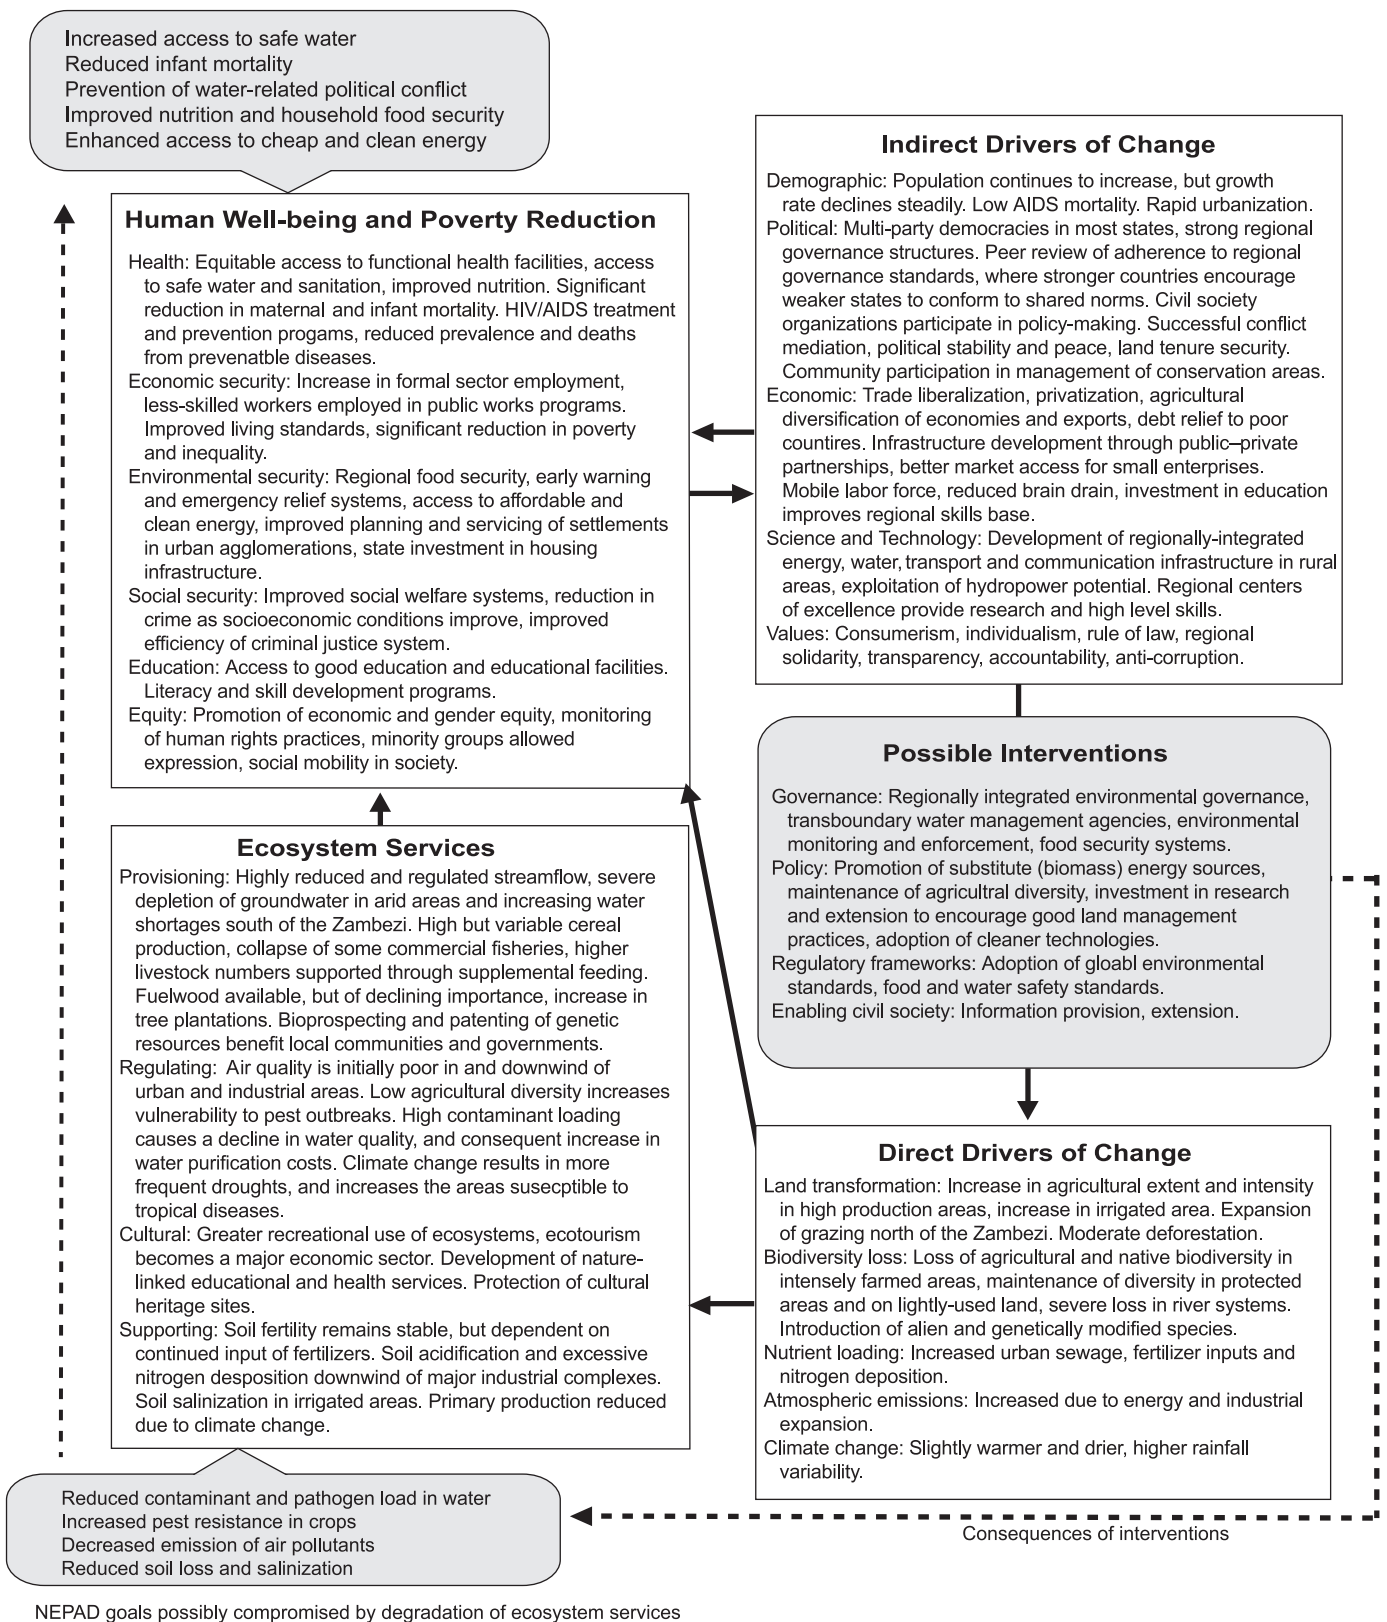 Increased access to safe water
Reduced infant mortality
Prevention of water-related political conflict
Improved nutrition and household food security
Enhanced access to cheap and clean energy
Human Well-being and Poverty Reduction
Health: Equitable access to functional health facilities, access
to safe water and sanitation, improved nutrition. Significant
reduction in maternal and infant mortality. HIV/AIDS treatment
and prevention progams, reduced prevalence and deaths
from prevenatble diseases.
Economic security: Increase in formal sector employment,
less-skilled workers employed in public works programs.
Improved living standards, significant reduction in poverty
and inequality.
Environmental security: Regional food security, early warning
and emergency relief systems, access to affordable and
clean energy, improved planning and servicing of settlements
in urban agglomerations, state investment in housing
infrastructure.
Social security: Improved social welfare systems, reduction in
crime as socioeconomic conditions improve, improved
efficiency of criminal justice system.
Education: Access to good education and educational facilities.
Literacy and skill development programs.
Equity: Promotion of economic and gender equity, monitoring
of human rights practices, minority groups allowed
expression, social mobility in society.
Indirect Drivers of Change
Demographic: Population continues to increase, but growth
rate declines steadily. Low AIDS mortality. Rapid urbanization.
Political: Multi-party democracies in most states, strong regional
governance structures. Peer review of adherence to regional
governance standards, where stronger countries encourage
weaker states to conform to shared norms. Civil society
organizations participate in policy-making. Successful conflict
mediation, political stability and peace, land tenure security.
Community participation in management of conservation areas.
Economic: Trade liberalization, privatization, agricultural
diversification of economies and exports, debt relief to poor
countires. Infrastructure development through public–private
partnerships, better market access for small enterprises.
Mobile labor force, reduced brain drain, investment in education
improves regional skills base.
Science and Technology: Development of regionally-integrated
energy, water, transport and communication infrastructure in rural
areas, exploitation of hydropower potential. Regional centers
of excellence provide research and high level skills.
Values: Consumerism, individualism, rule of law, regional
solidarity, transparency, accountability, anti-corruption.
Possible Interventions
Governance: Regionally integrated environmental governance,
transboundary water management agencies, environmental
monitoring and enforcement, food security systems.
Policy: Promotion of substitute (biomass) energy sources,
maintenance of agricultral diversity, investment in research
and extension to encourage good land management
practices, adoption of cleaner technologies.
Regulatory frameworks: Adoption of gloabl environmental
standards, food and water safety standards.
Enabling civil society: Information provision, extension.
Ecosystem Services
Provisioning: Highly reduced and regulated streamflow, severe
depletion of groundwater in arid areas and increasing water
shortages south of the Zambezi. High but variable cereal
production, collapse of some commercial fisheries, higher
livestock numbers supported through supplemental feeding.
Fuelwood available, but of declining importance, increase in
tree plantations. Bioprospecting and patenting of genetic
resources benefit local communities and governments.
Regulating: Air quality is initially poor in and downwind of
urban and industrial areas. Low agricultural diversity increases
vulnerability to pest outbreaks. High contaminant loading
causes a decline in water quality, and consequent increase in
water purification costs. Climate change results in more
frequent droughts, and increases the areas susecptible to
tropical diseases.
Cultural: Greater recreational use of ecosystems, ecotourism
becomes a major economic sector. Development of nature-
linked educational and health services. Protection of cultural
heritage sites.
Supporting: Soil fertility remains stable, but dependent on
continued input of fertilizers. Soil acidification and excessive
nitrogen desposition downwind of major industrial complexes.
Soil salinization in irrigated areas. Primary production reduced
due to climate change.
Direct Drivers of Change
Land transformation: Increase in agricultural extent and intensity
in high production areas, increase in irrigated area. Expansion
of grazing north of the Zambezi. Moderate deforestation.
Biodiversity loss: Loss of agricultural and native biodiversity in
intensely farmed areas, maintenance of diversity in protected
areas and on lightly-used land, severe loss in river systems.
Introduction of alien and genetically modified species.
Nutrient loading: Increased urban sewage, fertilizer inputs and
nitrogen deposition.
Atmospheric emissions: Increased due to energy and industrial
expansion.
Climate change: Slightly warmer and drier, higher rainfall
variability.
Reduced contaminant and pathogen load in water
Increased pest resistance in crops
Decreased emission of air pollutants
Reduced soil loss and salinization
Consequences of interventions
NEPAD goals possibly compromised by degradation of ecosystem services